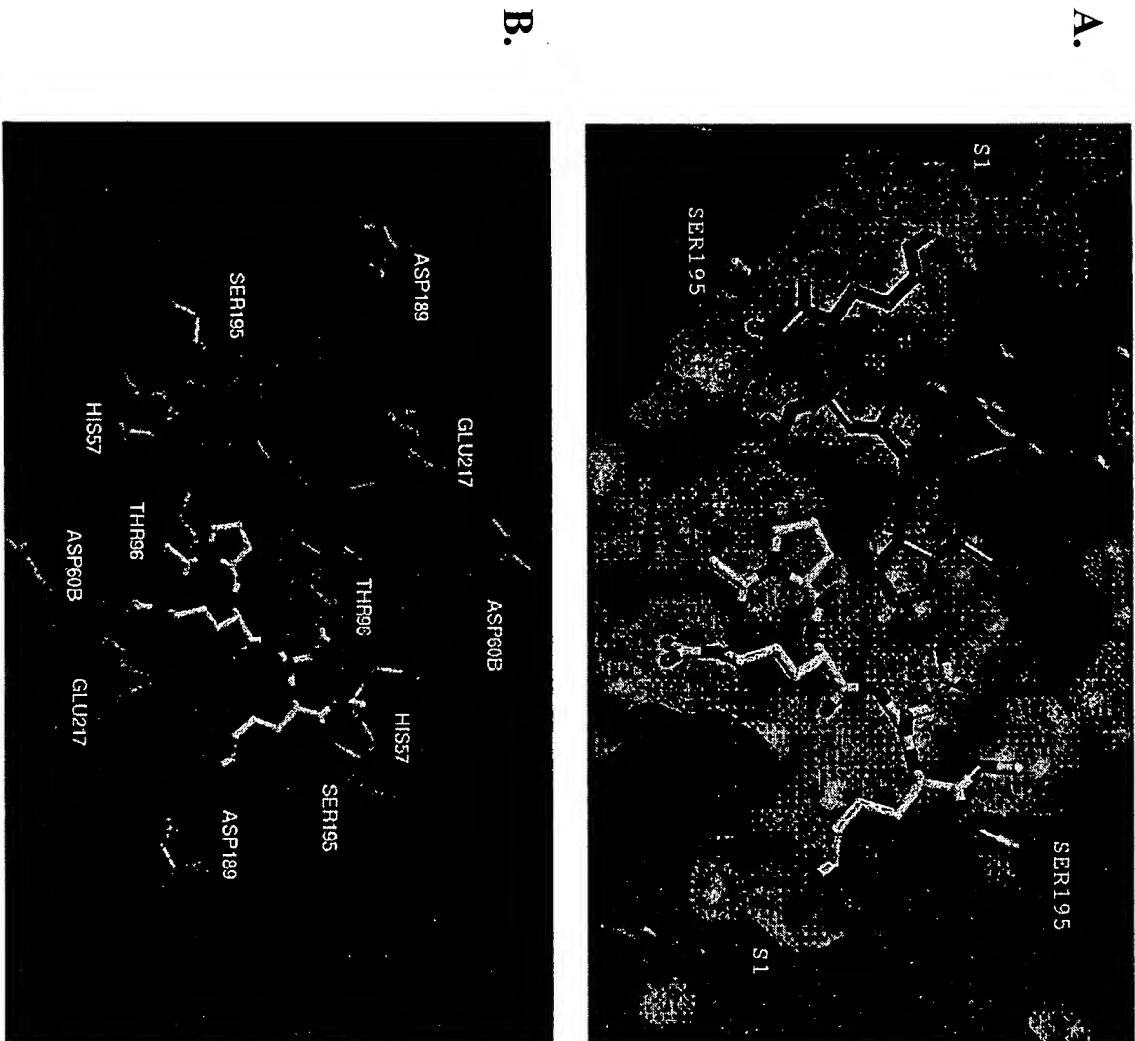 A.
SER195
S1
S1
SER195
B.
ASP60B
GLU217
ASP189
HIS57
THR96
SER195
SER195
ASP189
THR96
HIS57
GLU217
ASP60B